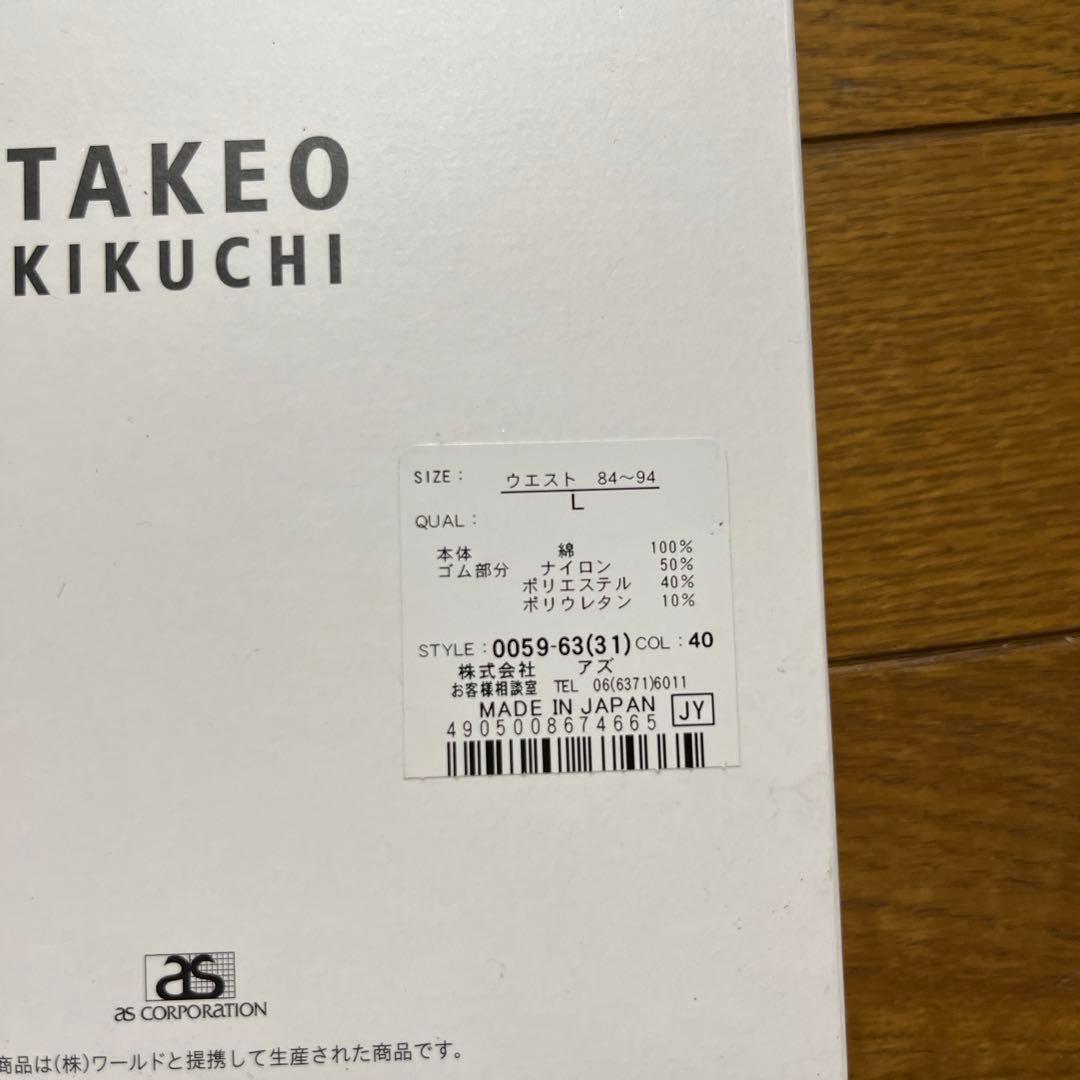 TAKEO
KIKUCHI
SIZE : ウエスト 84～94
L
QUAL :
本体 綿 100%
ゴム部分 ナイロン 50%
ポリエステル 40%
ポリウレタン 10%
STYLE : 0059-63(31) COL : 40
株式会社 アズ
お客様相談室 TEL 06(6371)6011
MADE IN JAPAN JY
4905008674665
as
as CORPORATION
商品は(株)ワールドと提携して生産された商品です。